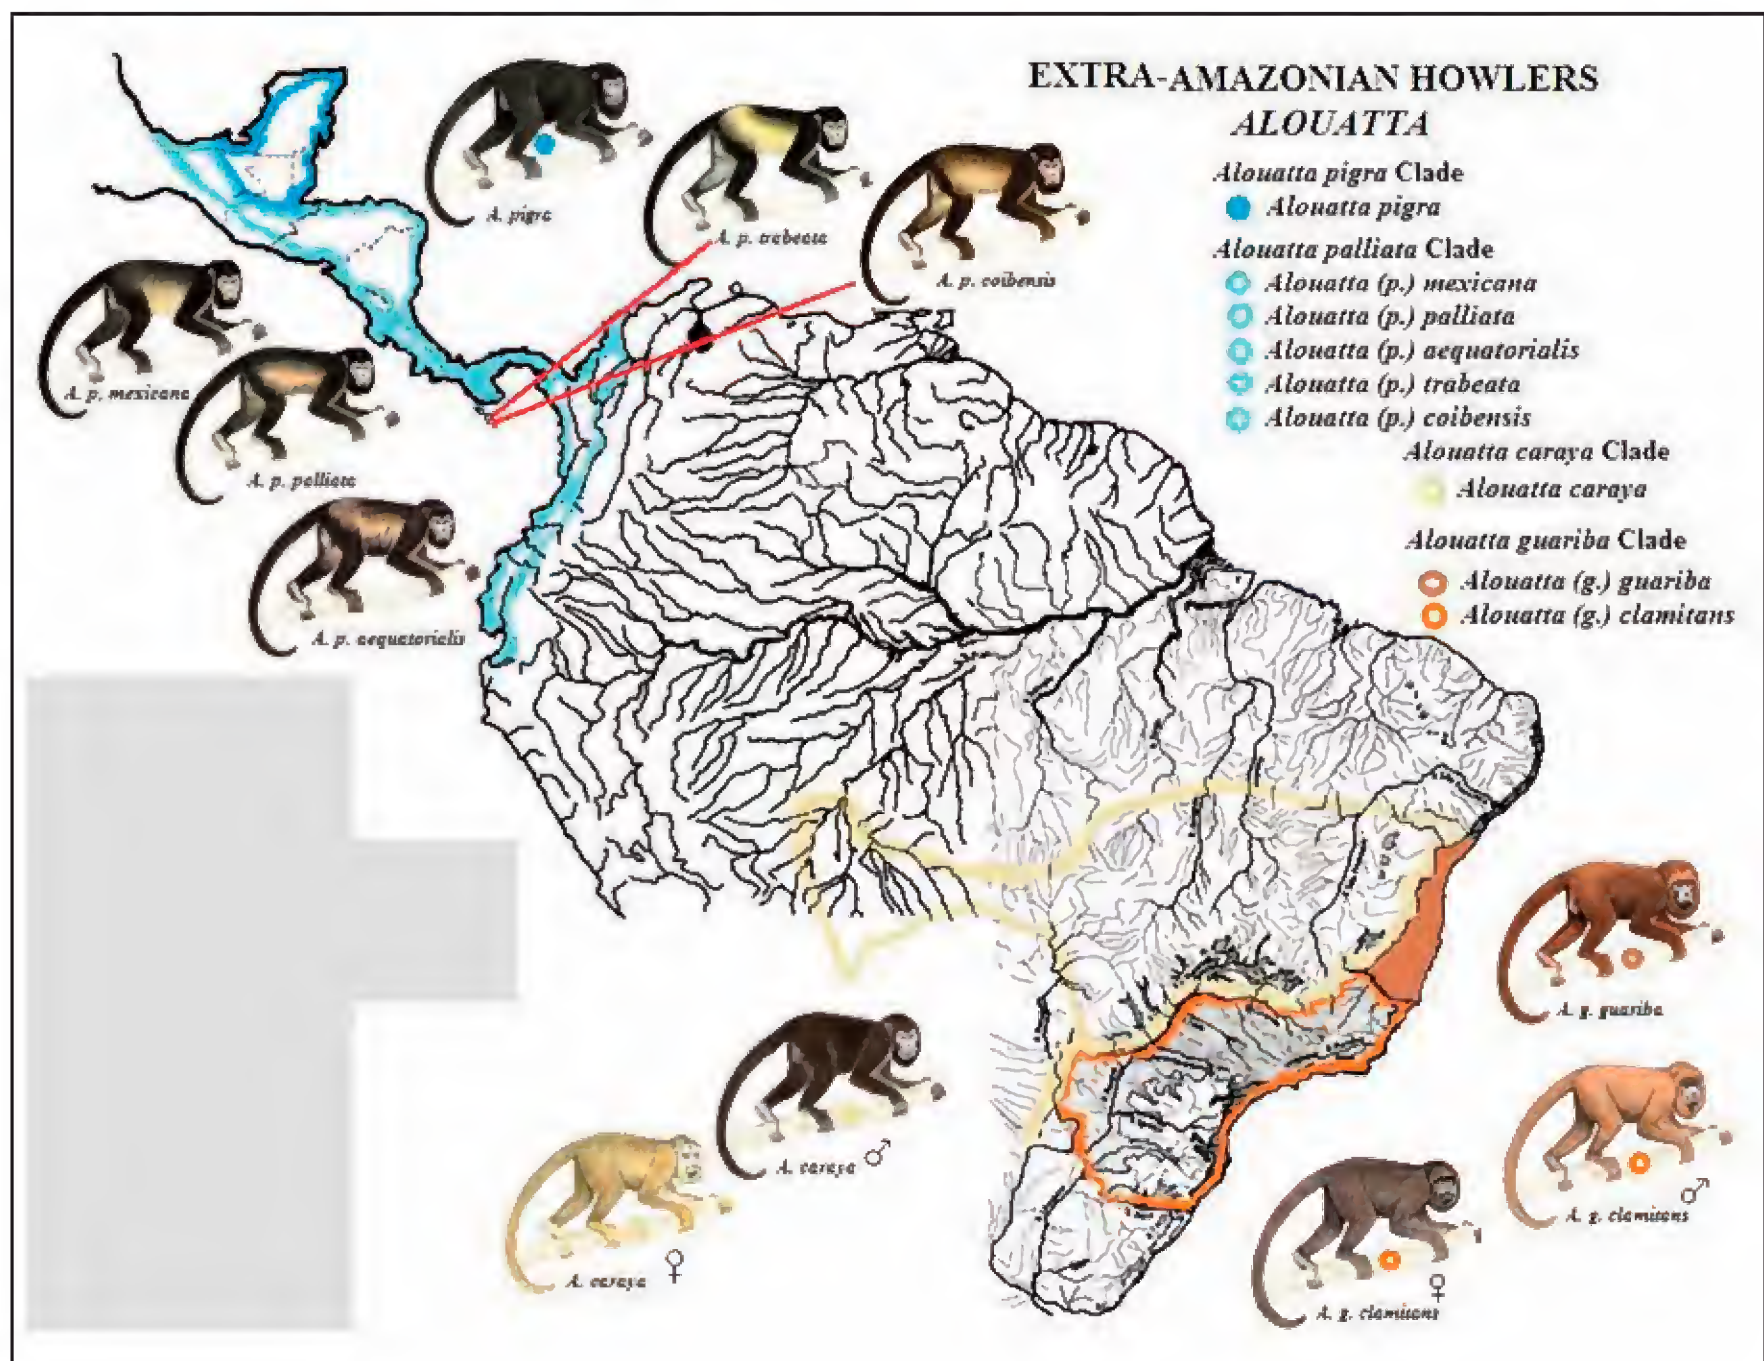 EXTRA-AMAZONIAN HOWLERS
ALOUATTA
Alouatta pigra Clade
Alouatta pigra
Alouatta palliata Clade
Alouatta (p.) mexicana
Alouatta (p.) palliata
Alouatta (p.) aequatorialis
Alouatta (p.) trabeata
Alouatta (p.) coibensis
Alouatta caraya Clade
Alouatta caraya
Alouatta guariba Clade
Alouatta (g.) guariba
Alouatta (g.) clamitans
A. pigra
A. p. trabeata
A. p. coibensis
A. p. mexicana
A. p. palliata
A. p. aequatorialis
A. g. guariba
A. caraya ♂
A. g. clamitans ♂
A. caraya ♀
A. g. clamitans ♀